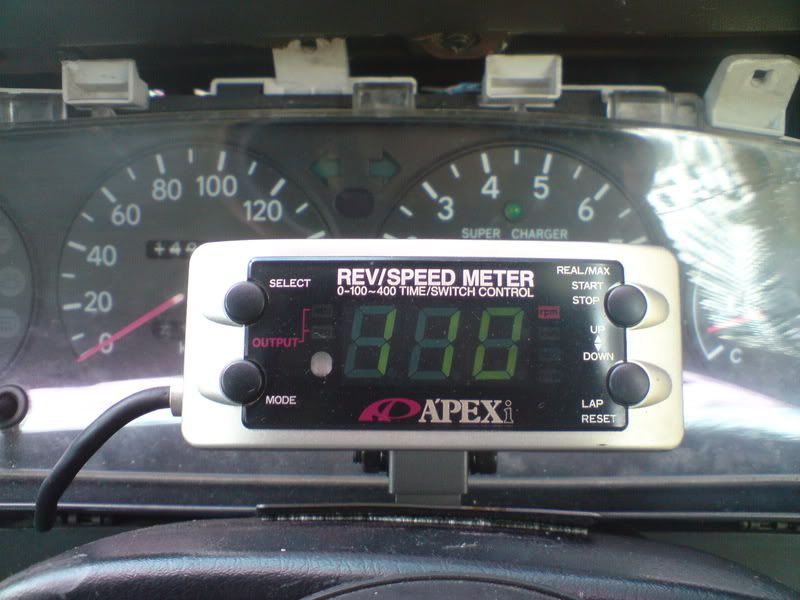 80 100
60 120
40
20
0
3 4 5 6
SUPER CHARGER
C
SELECT
REV/SPEED METER
0-100~400 TIME/SWITCH CONTROL
REAL/MAX
START
STOP
rpm
OUTPUT
110
UP
DOWN
MODE
A'PEXi
LAP
RESET